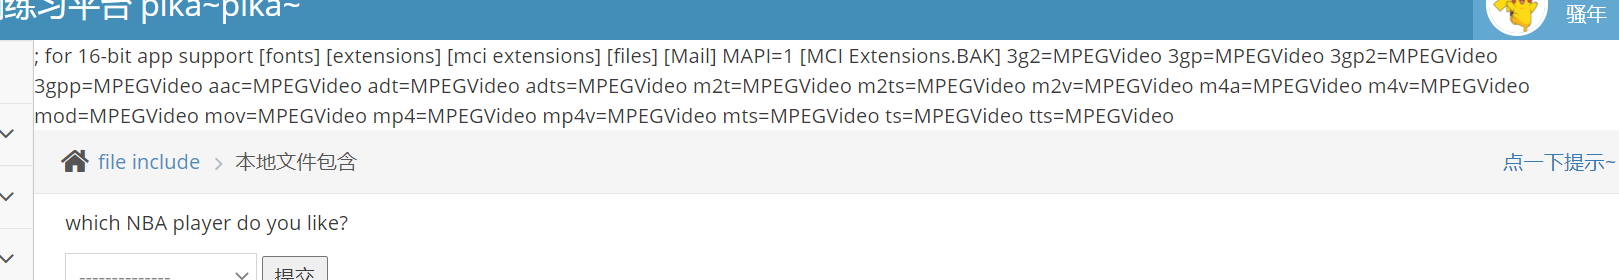 练习平台 pika~pika~
骚年
; for 16-bit app support [fonts] [extensions] [mci extensions] [files] [Mail] MAPI=1 [MCI Extensions.BAK] 3g2=MPEGVideo 3gp=MPEGVideo 3gp2=MPEGVideo
3gpp=MPEGVideo aac=MPEGVideo adt=MPEGVideo adts=MPEGVideo m2t=MPEGVideo m2ts=MPEGVideo m2v=MPEGVideo m4a=MPEGVideo m4v=MPEGVideo
mod=MPEGVideo mov=MPEGVideo mp4=MPEGVideo mp4v=MPEGVideo mts=MPEGVideo ts=MPEGVideo tts=MPEGVideo
file include > 本地文件包含
点一下提示~
which NBA player do you like?
--------------
提交